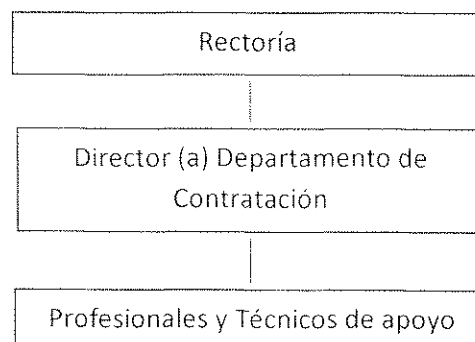 Rectoría
Director (a) Departamento de
Contratación
Profesionales y Técnicos de apoyo